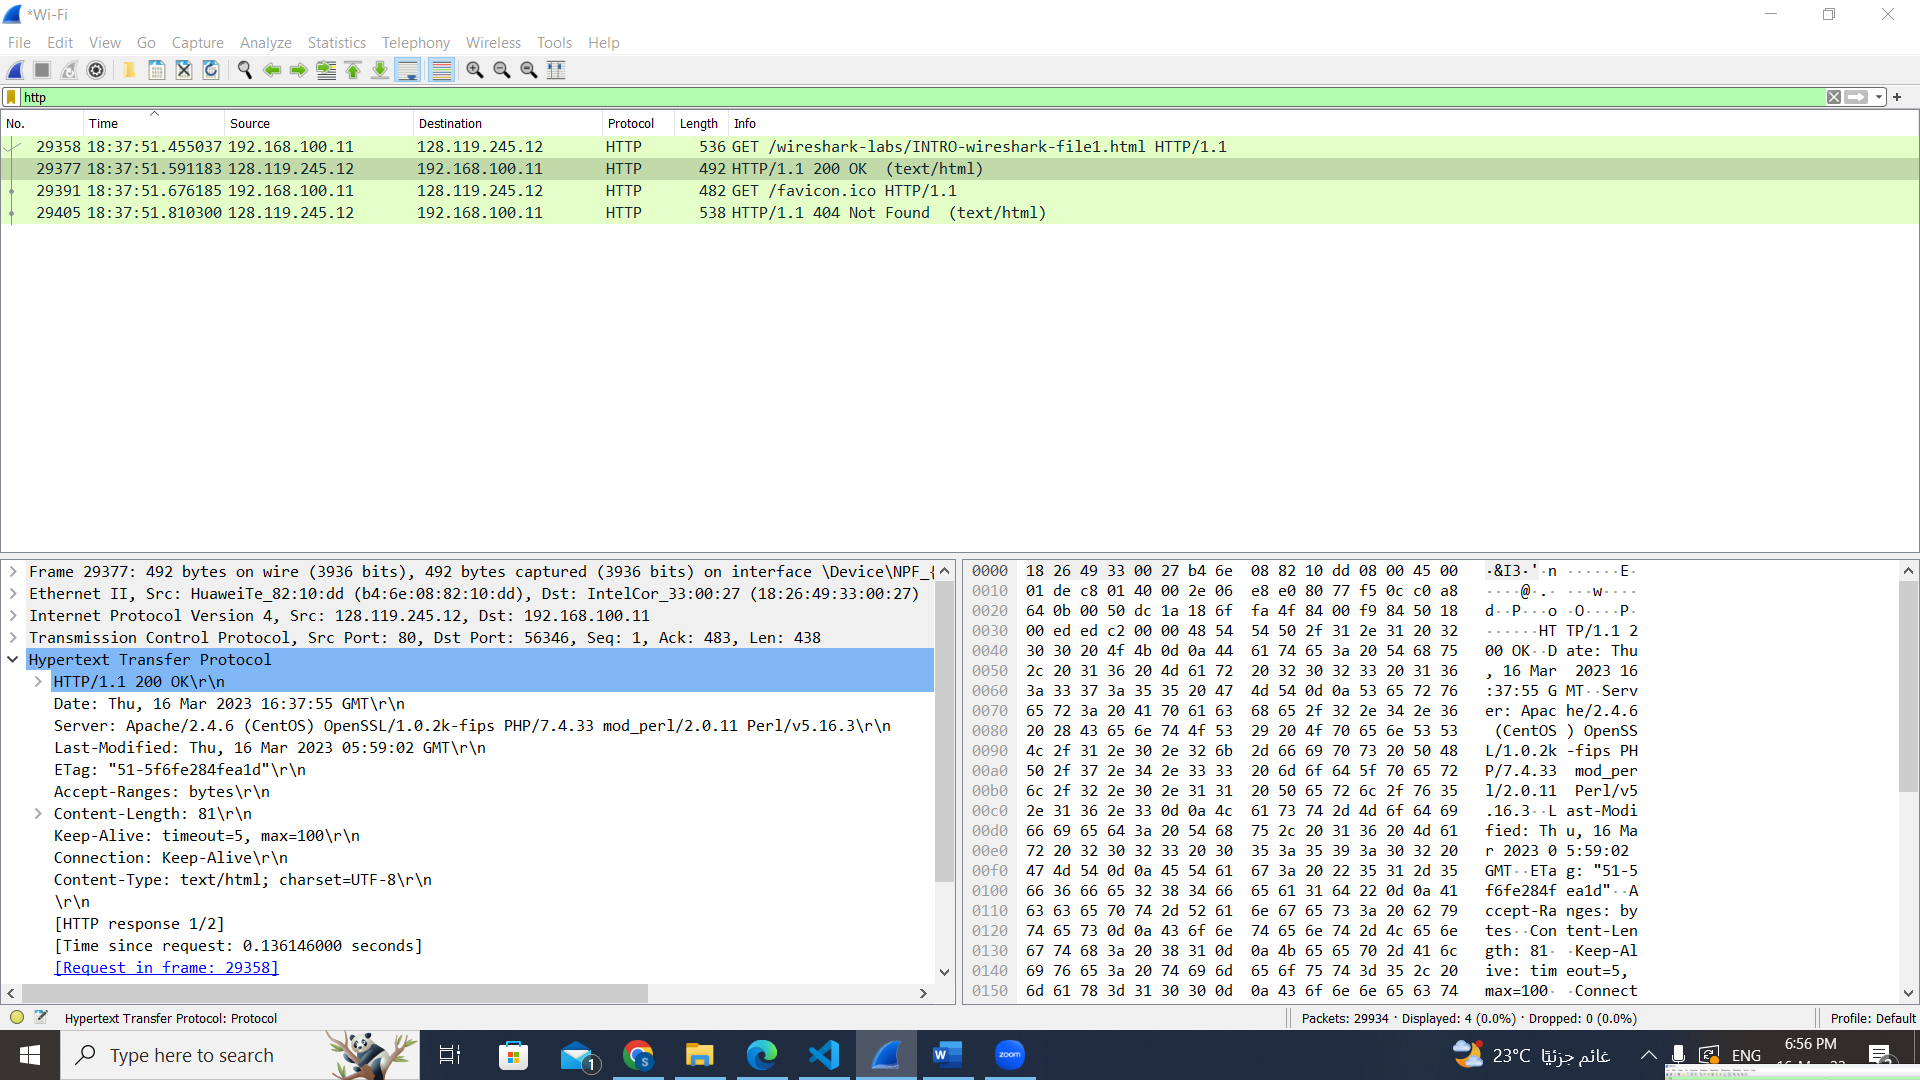 *Wi-Fi
File Edit View Go Capture Analyze Statistics Telephony Wireless Tools Help
http
No. Time Source Destination Protocol Length Info
29358 18:37:51.455037 192.168.100.11 128.119.245.12 HTTP 536 GET /wireshark-labs/INTRO-wireshark-file1.html HTTP/1.1
29377 18:37:51.591183 128.119.245.12 192.168.100.11 HTTP 492 HTTP/1.1 200 OK (text/html)
29391 18:37:51.676185 192.168.100.11 128.119.245.12 HTTP 482 GET /favicon.ico HTTP/1.1
29405 18:37:51.810300 128.119.245.12 192.168.100.11 HTTP 538 HTTP/1.1 404 Not Found (text/html)
Frame 29377: 492 bytes on wire (3936 bits), 492 bytes captured (3936 bits) on interface \Device\NPF_{
Ethernet II, Src: HuaweiTe_82:10:dd (b4:6e:08:82:10:dd), Dst: IntelCor_33:00:27 (18:26:49:33:00:27)
Internet Protocol Version 4, Src: 128.119.245.12, Dst: 192.168.100.11
Transmission Control Protocol, Src Port: 80, Dst Port: 56346, Seq: 1, Ack: 483, Len: 438
Hypertext Transfer Protocol
HTTP/1.1 200 OK\r\n
Date: Thu, 16 Mar 2023 16:37:55 GMT\r\n
Server: Apache/2.4.6 (CentOS) OpenSSL/1.0.2k-fips PHP/7.4.33 mod_perl/2.0.11 Perl/v5.16.3\r\n
Last-Modified: Thu, 16 Mar 2023 05:59:02 GMT\r\n
ETag: "51-5f6fe284fea1d"\r\n
Accept-Ranges: bytes\r\n
Content-Length: 81\r\n
Keep-Alive: timeout=5, max=100\r\n
Connection: Keep-Alive\r\n
Content-Type: text/html; charset=UTF-8\r\n
\r\n
[HTTP response 1/2]
[Time since request: 0.136146000 seconds]
[Request in frame: 29358]
0000 18 26 49 33 00 27 b4 6e 08 82 10 dd 08 00 45 00 ·&I3·'·n ······E·
0010 01 de c8 01 40 00 2e 06 e8 e0 80 77 f5 0c c0 a8 ····@·.· ···w····
0020 64 0b 00 50 dc 1a 18 6f fa 4f 84 00 f9 84 50 18 d··P···o ·O····P·
0030 00 ed ed c2 00 00 48 54 54 50 2f 31 2e 31 20 32 ······HT TP/1.1 2
0040 30 30 20 4f 4b 0d 0a 44 61 74 65 3a 20 54 68 75 00 OK··D ate: Thu
0050 2c 20 31 36 20 4d 61 72 20 32 30 32 33 20 31 36 , 16 Mar 2023 16
0060 3a 33 37 3a 35 35 20 47 4d 54 0d 0a 53 65 72 76 :37:55 G MT··Serv
0070 65 72 3a 20 41 70 61 63 68 65 2f 32 2e 34 2e 36 er: Apac he/2.4.6
0080 20 28 43 65 6e 74 4f 53 29 20 4f 70 65 6e 53 53 (CentOS ) OpenSS
0090 4c 2f 31 2e 30 2e 32 6b 2d 66 69 70 73 20 50 48 L/1.0.2k -fips PH
00a0 50 2f 37 2e 34 2e 33 33 20 6d 6f 64 5f 70 65 72 P/7.4.33 mod_per
00b0 6c 2f 32 2e 30 2e 31 31 20 50 65 72 6c 2f 76 35 l/2.0.11 Perl/v5
00c0 2e 31 36 2e 33 0d 0a 4c 61 73 74 2d 4d 6f 64 69 .16.3··L ast-Modi
00d0 66 69 65 64 3a 20 54 68 75 2c 20 31 36 20 4d 61 fied: Th u, 16 Ma
00e0 72 20 32 30 32 33 20 30 35 3a 35 39 3a 30 32 20 r 2023 0 5:59:02
00f0 47 4d 54 0d 0a 45 54 61 67 3a 20 22 35 31 2d 35 GMT··ETa g: "51-5
0100 66 36 66 65 32 38 34 66 65 61 31 64 22 0d 0a 41 f6fe284f ea1d"··A
0110 63 63 65 70 74 2d 52 61 6e 67 65 73 3a 20 62 79 ccept-Ra nges: by
0120 74 65 73 0d 0a 43 6f 6e 74 65 6e 74 2d 4c 65 6e tes··Con tent-Len
0130 67 74 68 3a 20 38 31 0d 0a 4b 65 65 70 2d 41 6c gth: 81· ·Keep-Al
0140 69 76 65 3a 20 74 69 6d 65 6f 75 74 3d 35 2c 20 ive: tim eout=5,
0150 6d 61 78 3d 31 30 30 0d 0a 43 6f 6e 6e 65 63 74 max=100· ·Connect
Hypertext Transfer Protocol: Protocol
Packets: 29934 · Displayed: 4 (0.0%) · Dropped: 0 (0.0%)
Profile: Default
Type here to search
1
zoom
23°C غائم جزئيًا
ENG
6:56 PM